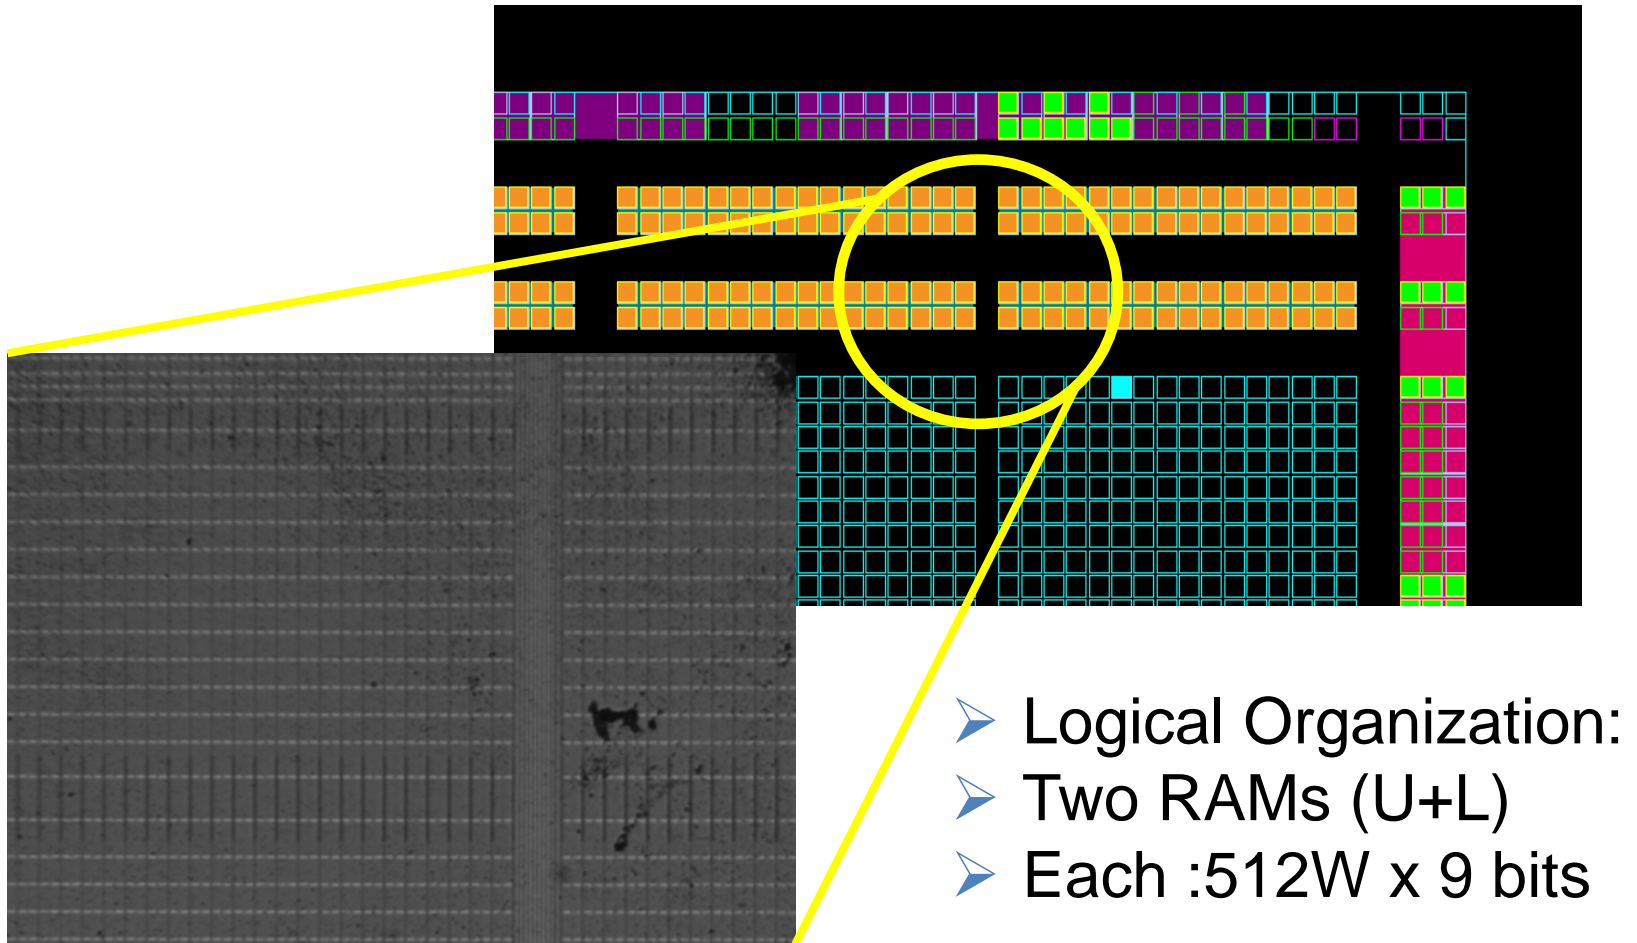 Logical Organization:
Two RAMs (U+L)
Each :512W x 9 bits